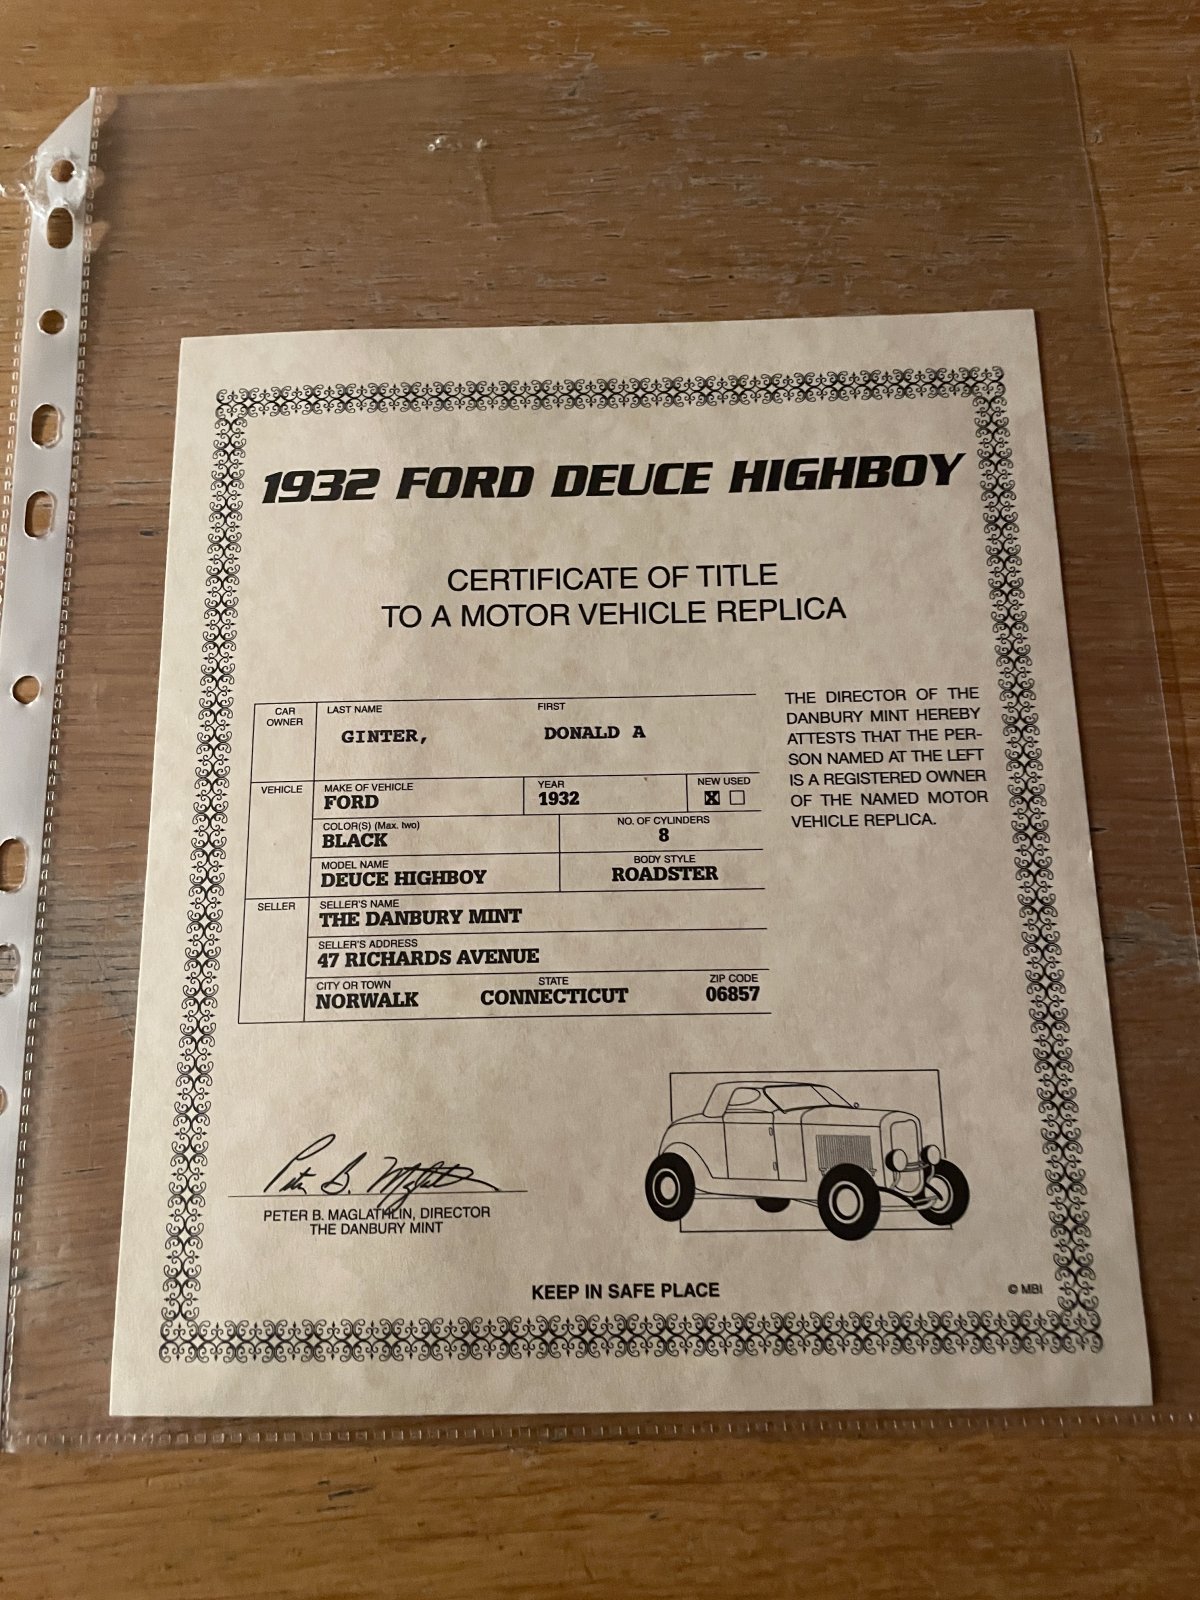 1932 FORD DEUCE HIGHBOY
CERTIFICATE OF TITLE
TO A MOTOR VEHICLE REPLICA
CAR OWNER
LAST NAME FIRST
GINTER, DONALD A
VEHICLE
MAKE OF VEHICLE YEAR NEW USED
FORD 1932 X
COLOR(S) (Max. two) NO. OF CYLINDERS
BLACK 8
MODEL NAME BODY STYLE
DEUCE HIGHBOY ROADSTER
SELLER
SELLER'S NAME
THE DANBURY MINT
SELLER'S ADDRESS
47 RICHARDS AVENUE
CITY OR TOWN STATE ZIP CODE
NORWALK CONNECTICUT 06857
THE DIRECTOR OF THE
DANBURY MINT HEREBY
ATTESTS THAT THE PER-
SON NAMED AT THE LEFT
IS A REGISTERED OWNER
OF THE NAMED MOTOR
VEHICLE REPLICA.
Peter B. Maglathlin
PETER B. MAGLATHLIN, DIRECTOR
THE DANBURY MINT
KEEP IN SAFE PLACE
© MBI